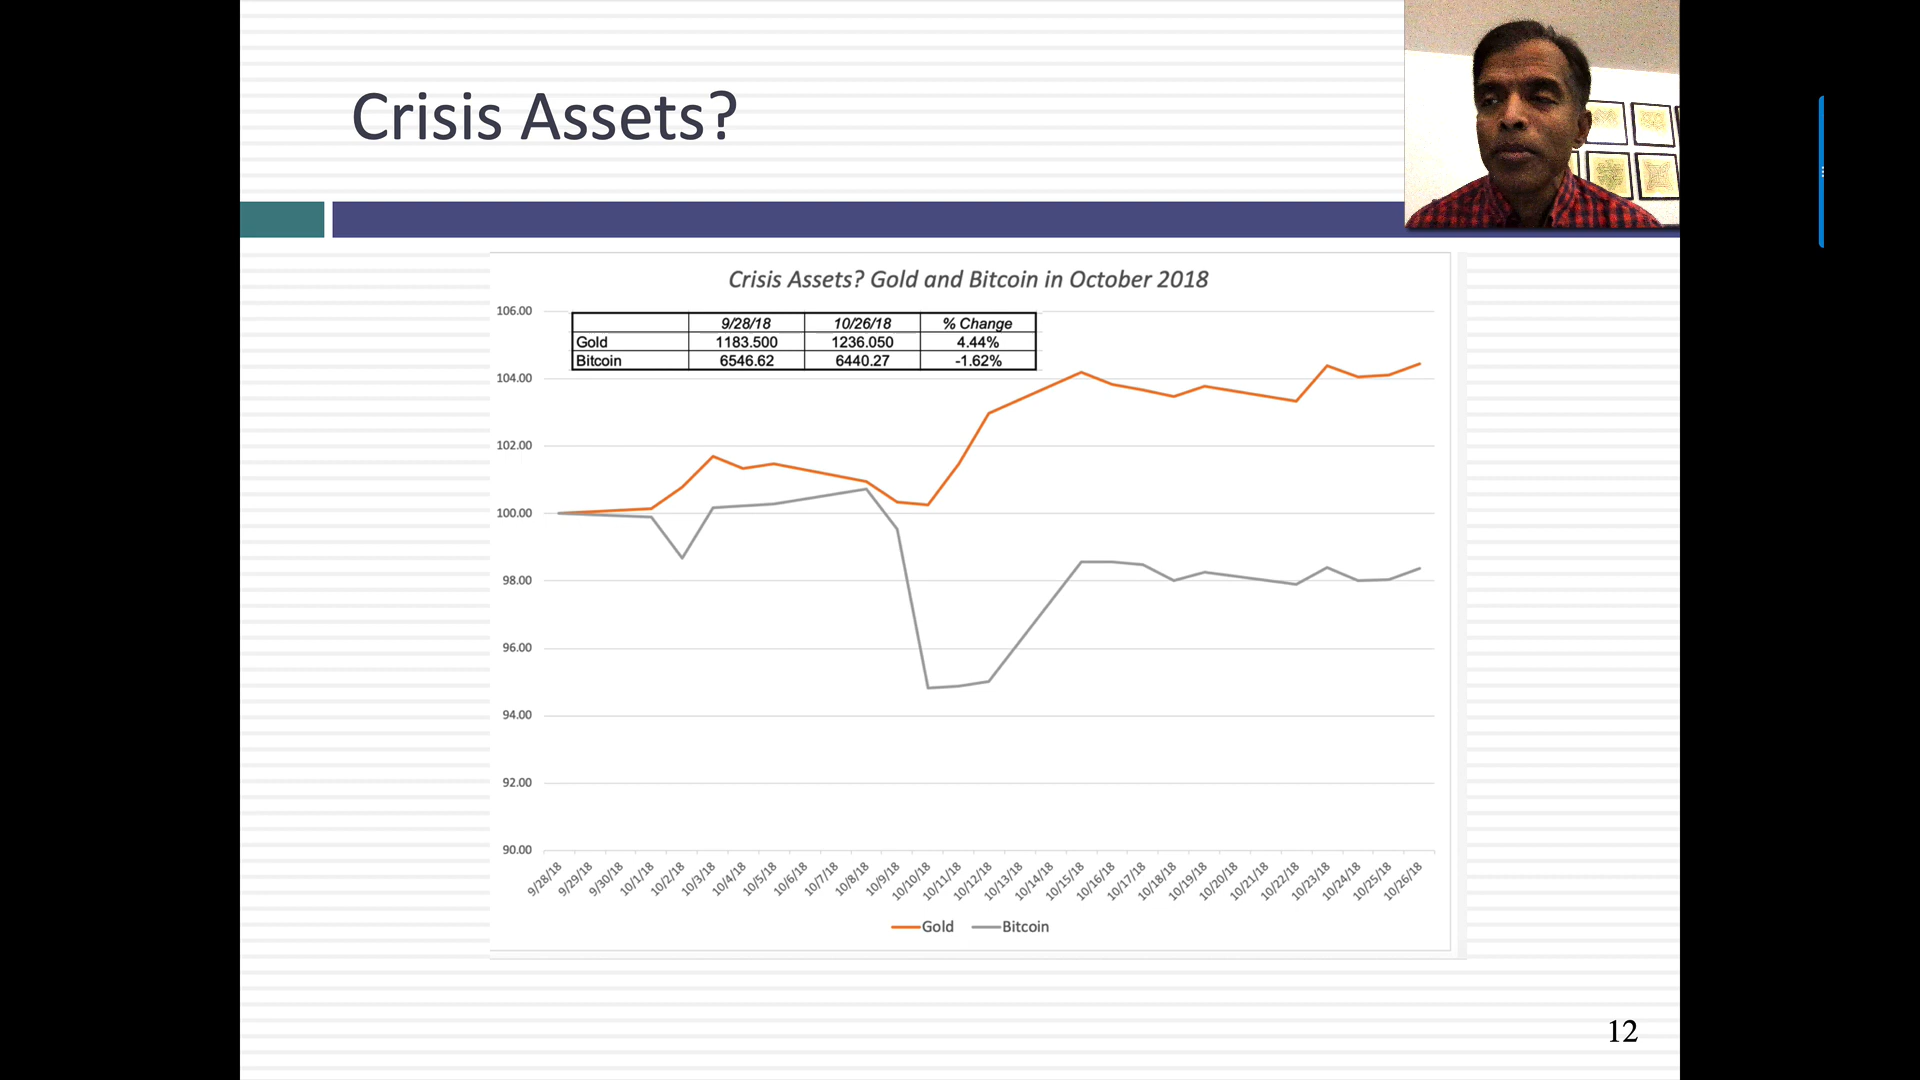 Crisis Assets?
Crisis Assets? Gold and Bitcoin in October 2018
9/28/18 10/26/18 % Change
Gold 1183.500 1236.050 4.44%
Bitcoin 6546.62 6440.27 -1.62%
106.00
104.00
102.00
100.00
98.00
96.00
94.00
92.00
90.00
9/28/18 9/29/18 9/30/18 10/1/18 10/2/18 10/3/18 10/4/18 10/5/18 10/6/18 10/7/18 10/8/18 10/9/18 10/10/18 10/11/18 10/12/18 10/13/18 10/14/18 10/15/18 10/16/18 10/17/18 10/18/18 10/19/18 10/20/18 10/21/18 10/22/18 10/23/18 10/24/18 10/25/18 10/26/18
Gold Bitcoin
12